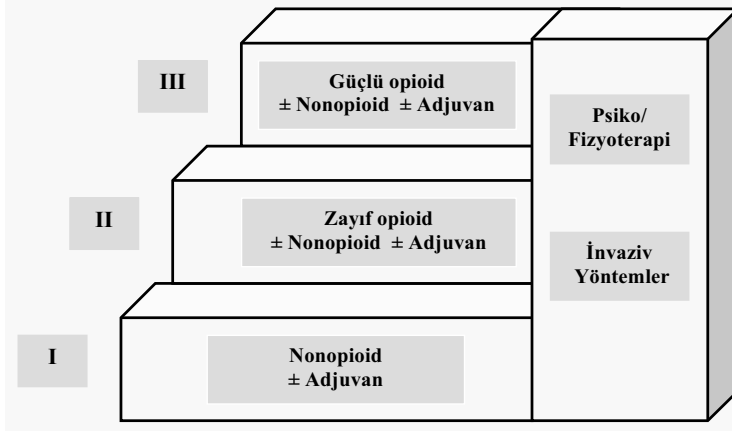 III
Güçlü opioid
± Nonopioid ± Adjuvan
II
Zayıf opioid
± Nonopioid ± Adjuvan
I
Nonopioid
± Adjuvan
Psiko/
Fizyoterapi
İnvaziv
Yöntemler